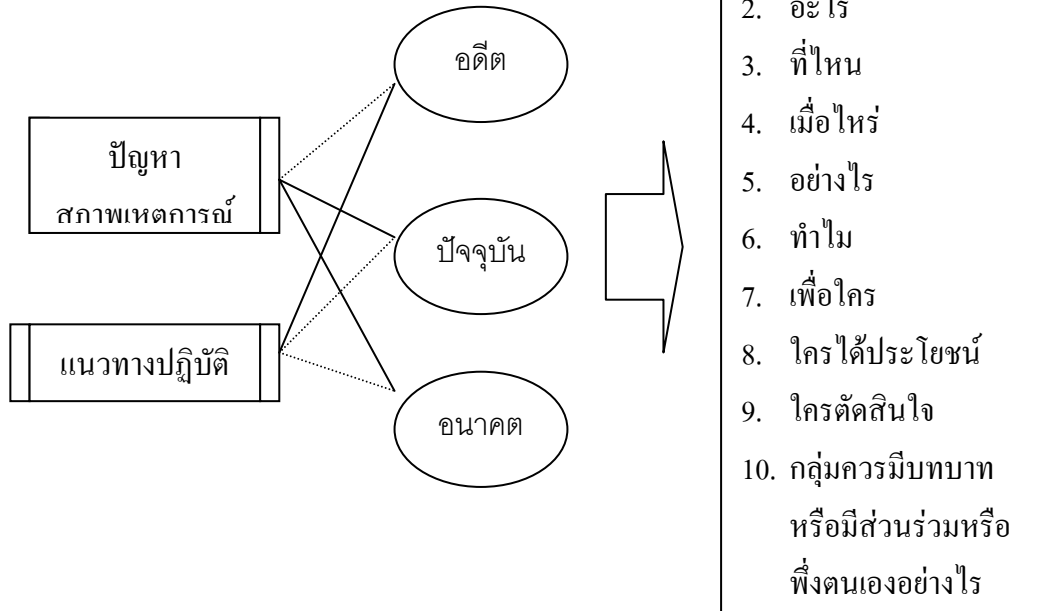 อดีต
ปัญหา
สภาพเหตการณ์
ปัจจุบัน
แนวทางปฏิบัติ
อนาคต
2. อะไร
3. ที่ไหน
4. เมื่อไหร่
5. อย่างไร
6. ทำไม
7. เพื่อใคร
8. ใครได้ประโยชน์
9. ใครตัดสินใจ
10. กลุ่มควรมีบทบาท
หรือมีส่วนร่วมหรือ
พึ่งตนเองอย่างไร